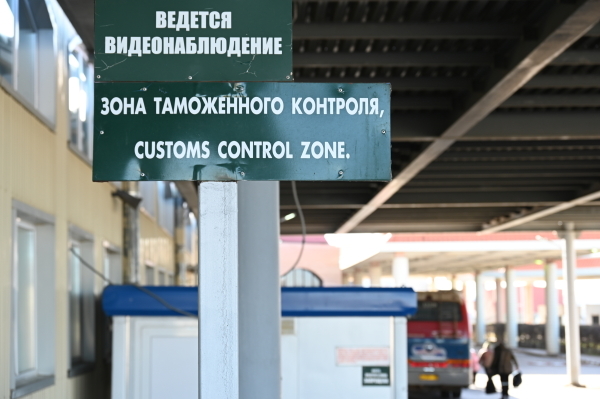 ВЕДЕТСЯ
ВИДЕОНАБЛЮДЕНИЕ
ЗОНА ТАМОЖЕННОГО КОНТРОЛЯ,
CUSTOMS CONTROL ZONE.